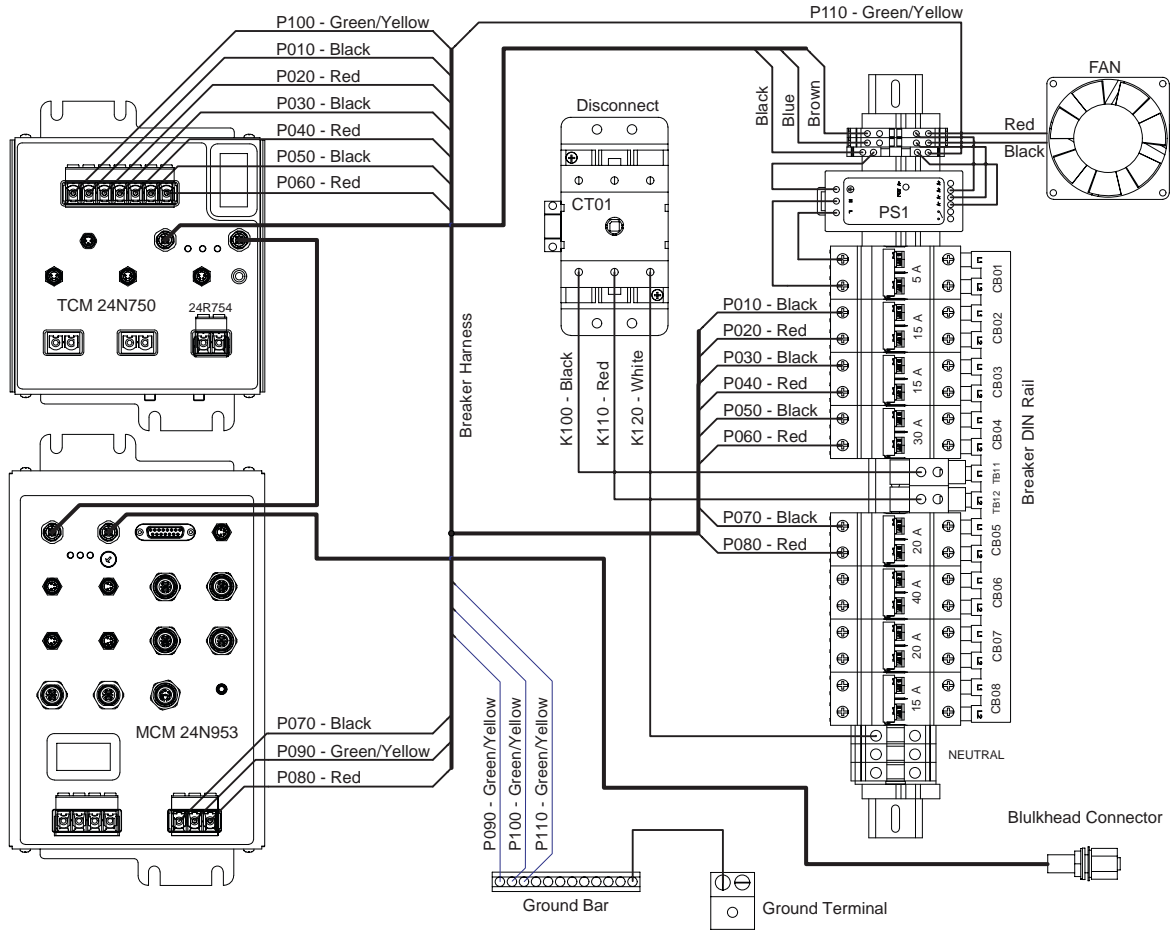 P100 - Green/Yellow
P010 - Black
P020 - Red
P030 - Black
P040 - Red
P050 - Black
P060 - Red
P110 - Green/Yellow
Black
Blue
Brown
FAN
Red
Black
Disconnect
CT01
PS1
TCM 24N750
24R754
Breaker Harness
K100 - Black
K110 - Red
K120 - White
P010 - Black
P020 - Red
P030 - Black
P040 - Red
P050 - Black
P060 - Red
P070 - Black
P080 - Red
5 A
15 A
15 A
30 A
20 A
40 A
20 A
15 A
L1
L2
CB01
CB02
CB03
CB04
TB11
TB12
CB05
CB06
CB07
CB08
Breaker DIN Rail
NEUTRAL
MCM 24N953
P070 - Black
P090 - Green/Yellow
P080 - Red
P090 - Green/Yellow
P100 - Green/Yellow
P110 - Green/Yellow
Ground Bar
Ground Terminal
Blulkhead Connector